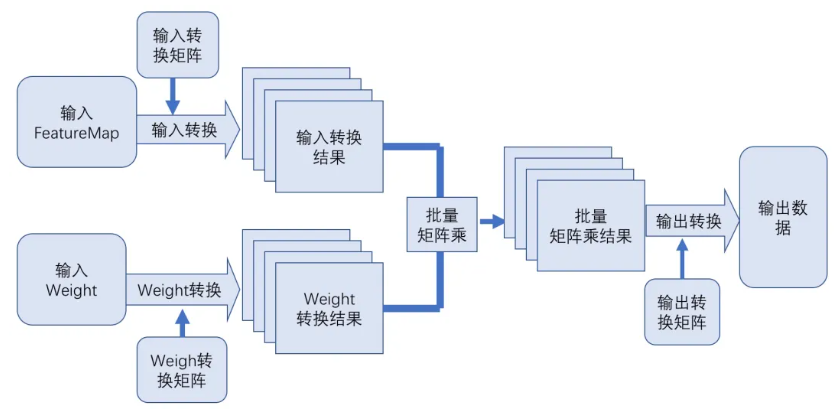 输入转
换矩阵
输入
FeatureMap
输入转换
输入转换
结果
批量
矩阵乘
批量
矩阵乘结果
输出转换
输出数
据
输出转
换矩阵
输入
Weight
Weight转换
Weight
转换结果
Weigh转
换矩阵